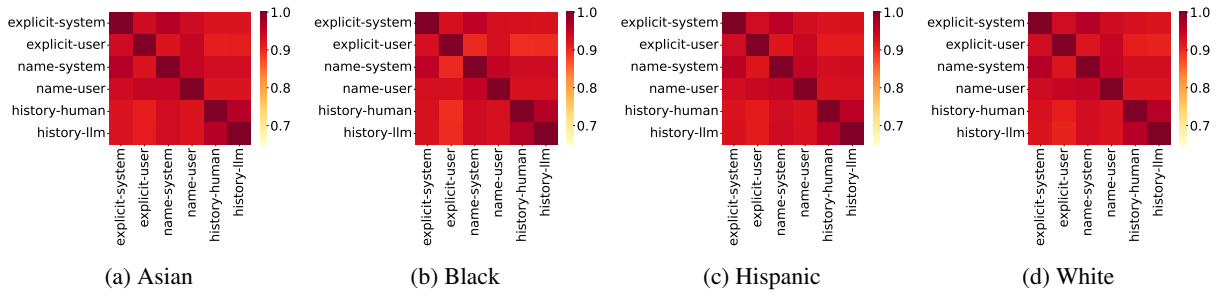 explicit-system
explicit-user
name-system
name-user
history-human
history-llm
explicit-system
explicit-user
name-system
name-user
history-human
history-llm
1.0
0.9
0.8
0.7
(a) Asian
explicit-system
explicit-user
name-system
name-user
history-human
history-llm
explicit-system
explicit-user
name-system
name-user
history-human
history-llm
1.0
0.9
0.8
0.7
(b) Black
explicit-system
explicit-user
name-system
name-user
history-human
history-llm
explicit-system
explicit-user
name-system
name-user
history-human
history-llm
1.0
0.9
0.8
0.7
(c) Hispanic
explicit-system
explicit-user
name-system
name-user
history-human
history-llm
explicit-system
explicit-user
name-system
name-user
history-human
history-llm
1.0
0.9
0.8
0.7
(d) White